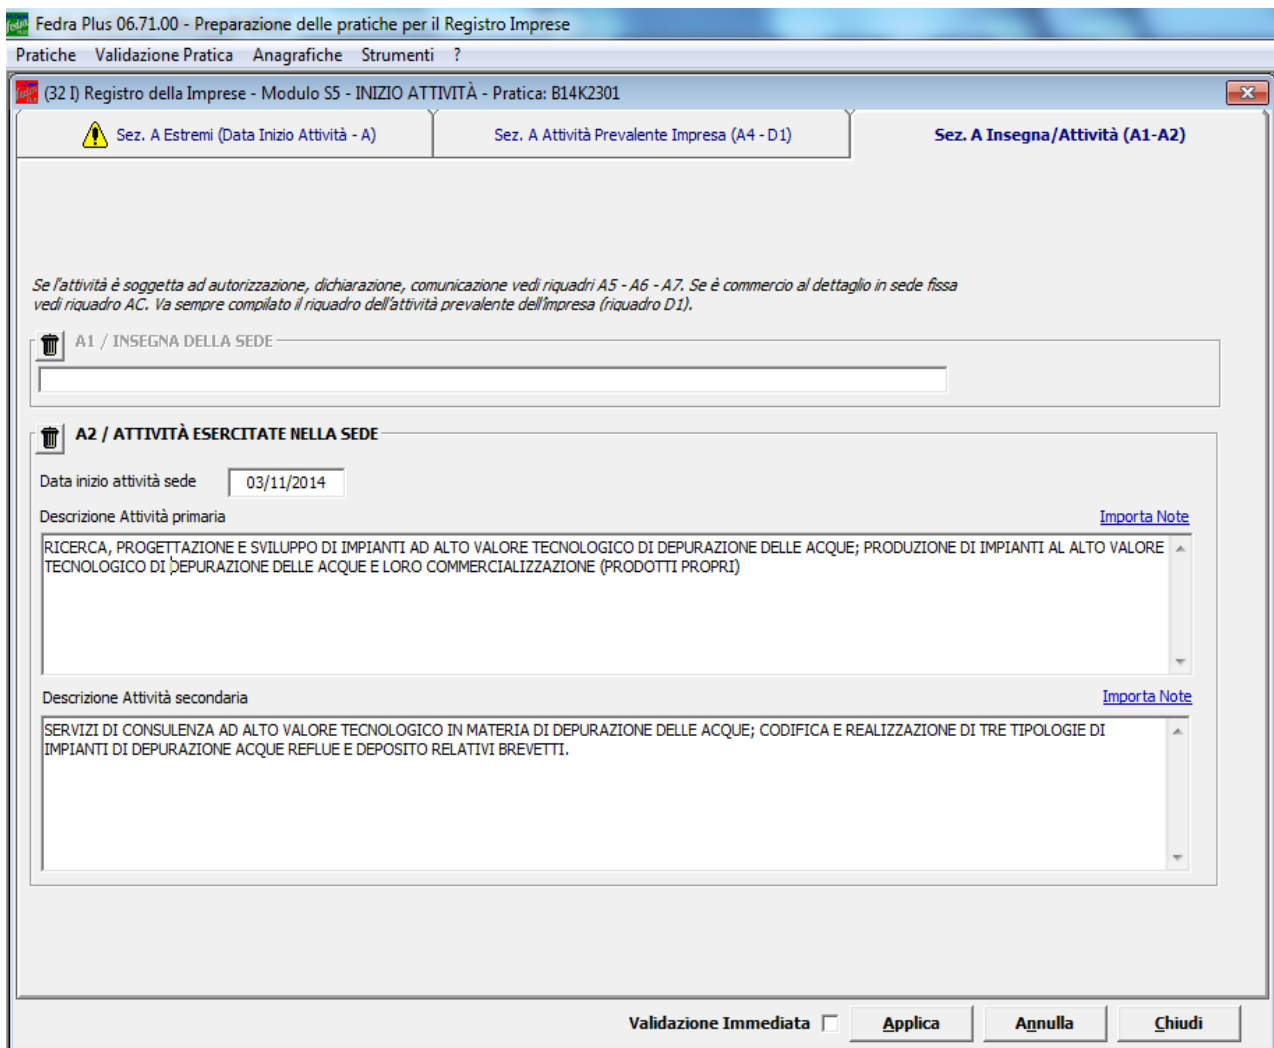 Fedra Plus 06.71.00 - Preparazione delle pratiche per il Registro Imprese
Pratiche Validazione Pratica Anagrafiche Strumenti ?
(32 I) Registro della Imprese - Modulo S5 - INIZIO ATTIVITÀ - Pratica: B14K2301
Sez. A Estremi (Data Inizio Attività - A) Sez. A Attività Prevalente Impresa (A4 - D1) Sez. A Insegna/Attività (A1-A2)
Se l'attività è soggetta ad autorizzazione, dichiarazione, comunicazione vedi riquadri A5 - A6 - A7. Se è commercio al dettaglio in sede fissa
vedi riquadro AC. Va sempre compilato il riquadro dell'attività prevalente dell'impresa (riquadro D1).
A1 / INSEGNA DELLA SEDE
A2 / ATTIVITÀ ESERCITATE NELLA SEDE
Data inizio attività sede 03/11/2014
Descrizione Attività primaria Importa Note
RICERCA, PROGETTAZIONE E SVILUPPO DI IMPIANTI AD ALTO VALORE TECNOLOGICO DI DEPURAZIONE DELLE ACQUE; PRODUZIONE DI IMPIANTI AL ALTO VALORE
TECNOLOGICO DI DEPURAZIONE DELLE ACQUE E LORO COMMERCIALIZZAZIONE (PRODOTTI PROPRI)
Descrizione Attività secondaria Importa Note
SERVIZI DI CONSULENZA AD ALTO VALORE TECNOLOGICO IN MATERIA DI DEPURAZIONE DELLE ACQUE; CODIFICA E REALIZZAZIONE DI TRE TIPOLOGIE DI
IMPIANTI DI DEPURAZIONE ACQUE REFLUE E DEPOSITO RELATIVI BREVETTI.
Validazione Immediata Applica Annulla Chiudi